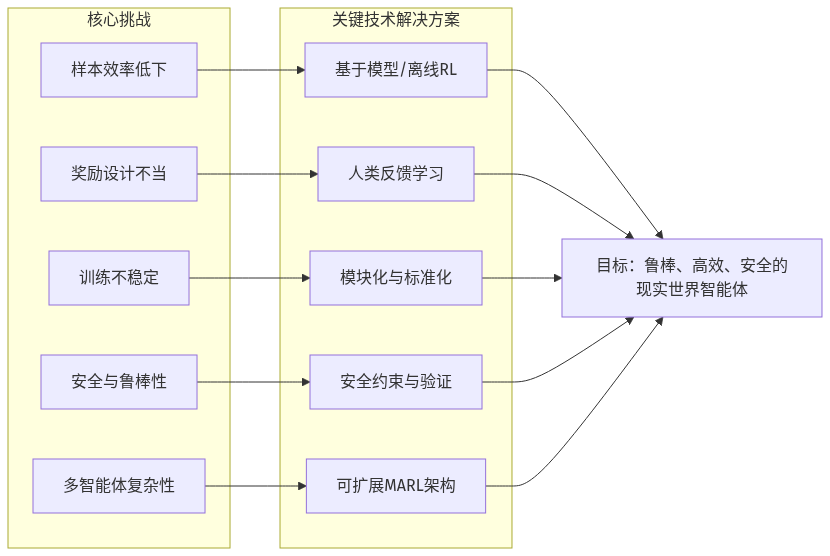 核心挑战
关键技术解决方案
样本效率低下
基于模型/离线RL
奖励设计不当
人类反馈学习
训练不稳定
模块化与标准化
目标：鲁棒、高效、安全的
现实世界智能体
安全与鲁棒性
安全约束与验证
多智能体复杂性
可扩展MARL架构